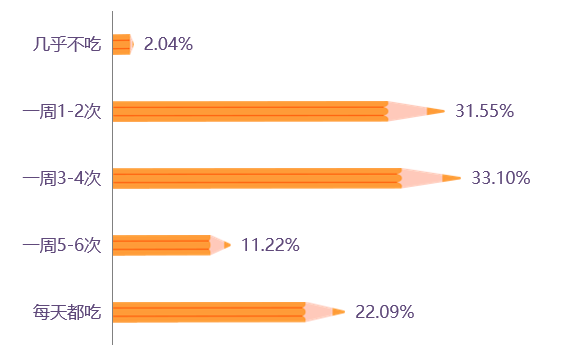 几乎不吃 2.04%
一周1-2次 31.55%
一周3-4次 33.10%
一周5-6次 11.22%
每天都吃 22.09%